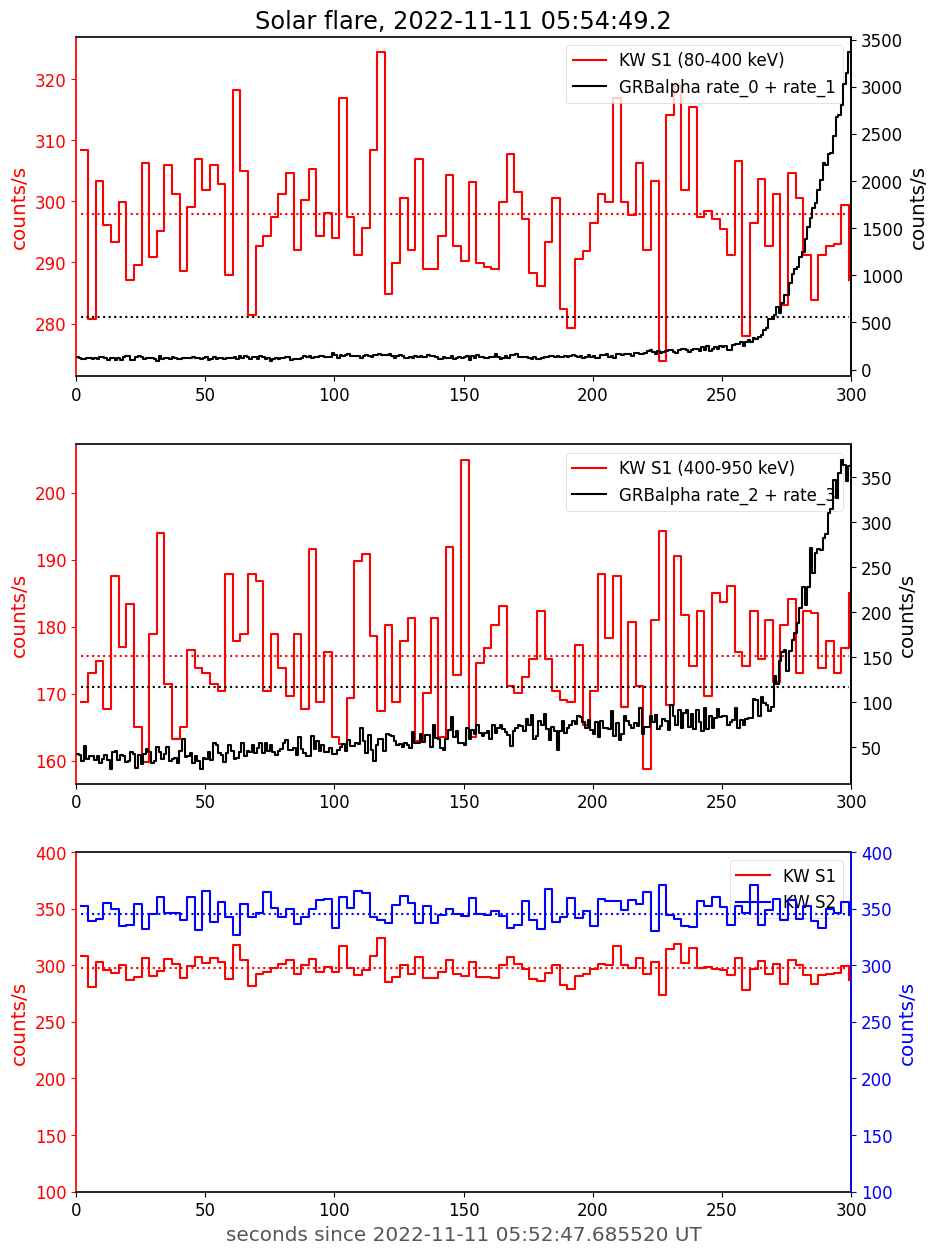 Solar flare, 2022-11-11 05:54:49.2
KW S1 (80-400 keV)
GRBalpha rate_0 + rate_1
320
310
300
290
280
counts/s
3500
3000
2500
2000
1500
1000
500
0
counts/s
0 50 100 150 200 250 300
KW S1 (400-950 keV)
GRBalpha rate_2 + rate_3
200
190
180
170
160
counts/s
350
300
250
200
150
100
50
counts/s
0 50 100 150 200 250 300
KW S1
KW S2
400
350
300
250
200
150
100
counts/s
400
350
300
250
200
150
100
counts/s
0 50 100 150 200 250 300
seconds since 2022-11-11 05:52:47.685520 UT